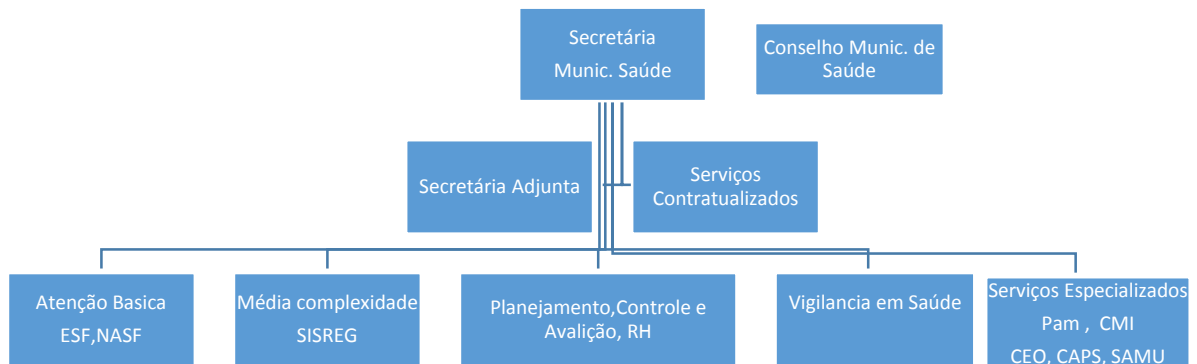 Secretária
Munic. Saúde
Conselho Munic. de
Saúde
Secretária Adjunta
Serviços
Contratualizados
Atenção Basica
ESF,NASF
Média complexidade
SISREG
Planejamento,Controle e
Avalição, RH
Vigilancia em Saúde
Serviços Especializados
Pam , CMI
CEO, CAPS, SAMU